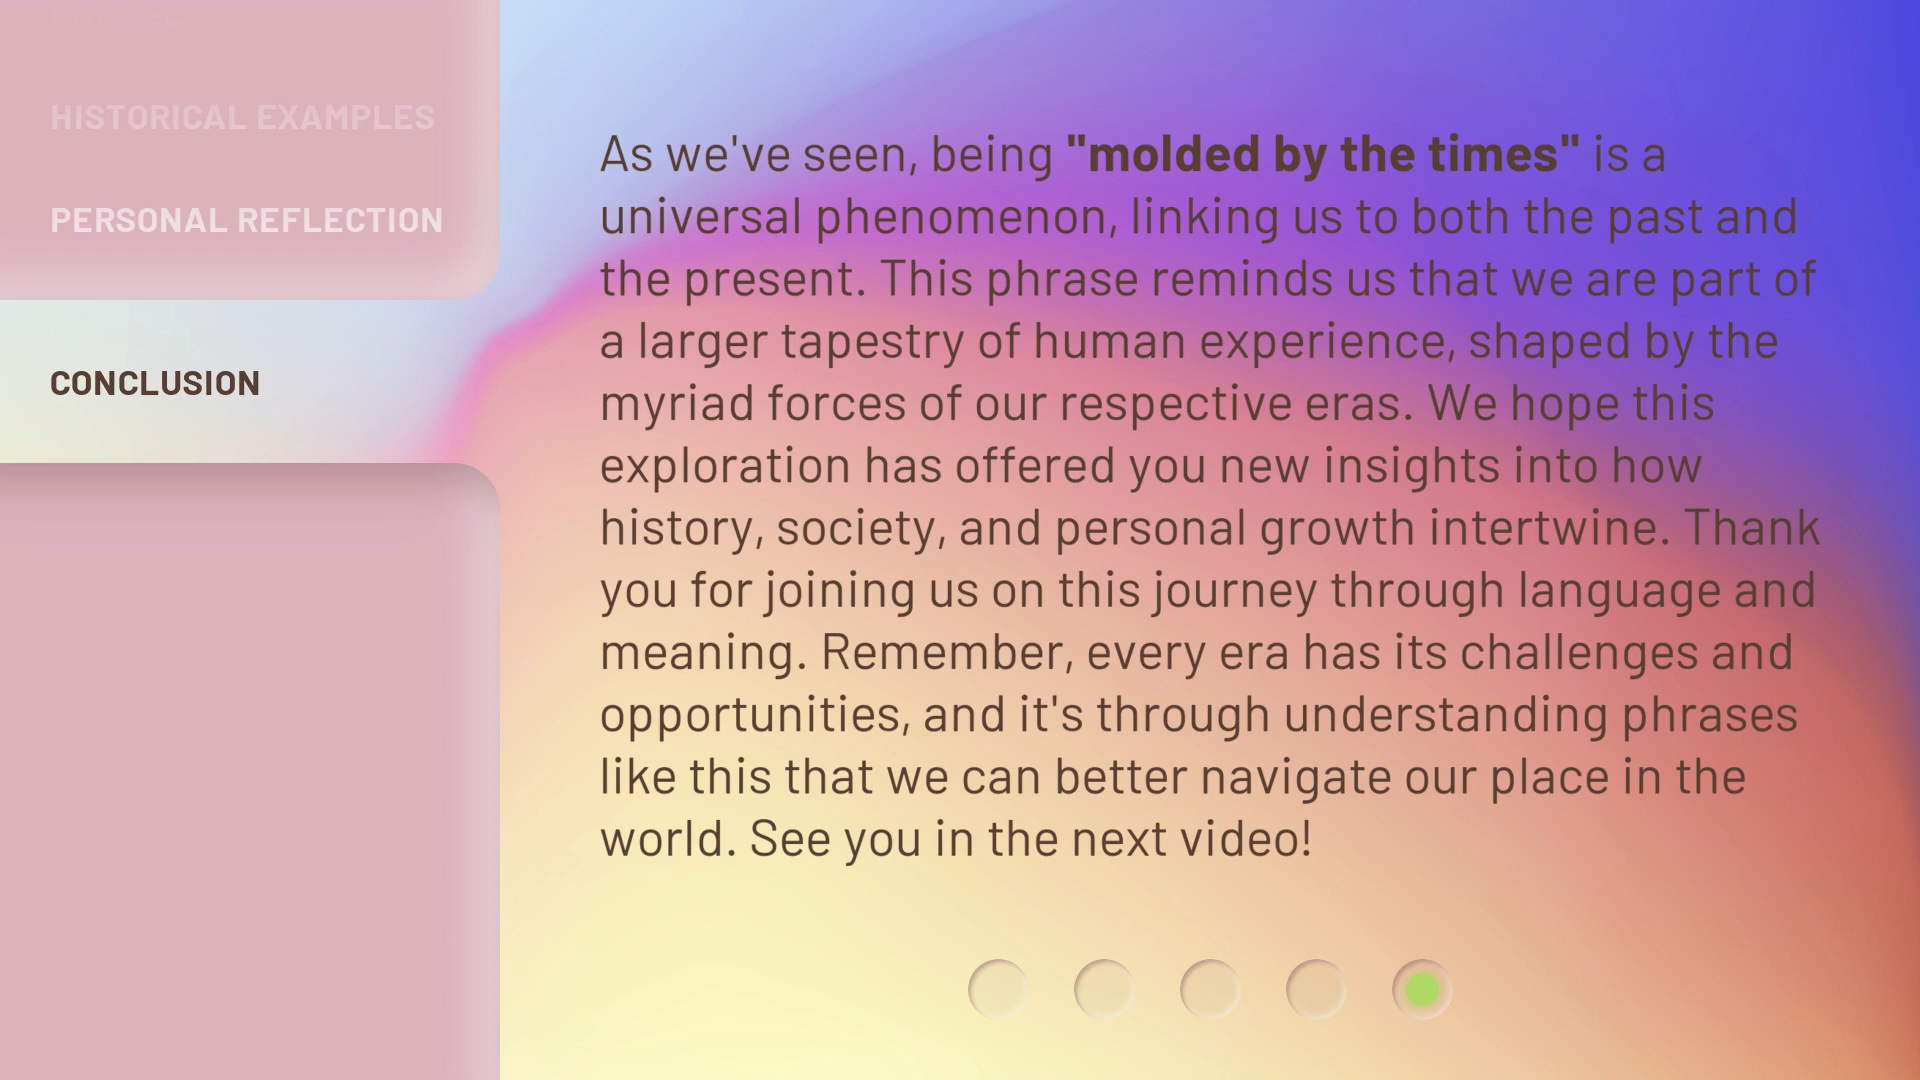 HISTORICAL EXAMPLES
PERSONAL REFLECTION
CONCLUSION
As we've seen, being "molded by the times" is a
universal phenomenon, linking us to both the past and
the present. This phrase reminds us that we are part of
a larger tapestry of human experience, shaped by the
myriad forces of our respective eras. We hope this
exploration has offered you new insights into how
history, society, and personal growth intertwine. Thank
you for joining us on this journey through language and
meaning. Remember, every era has its challenges and
opportunities, and it's through understanding phrases
like this that we can better navigate our place in the
world. See you in the next video!